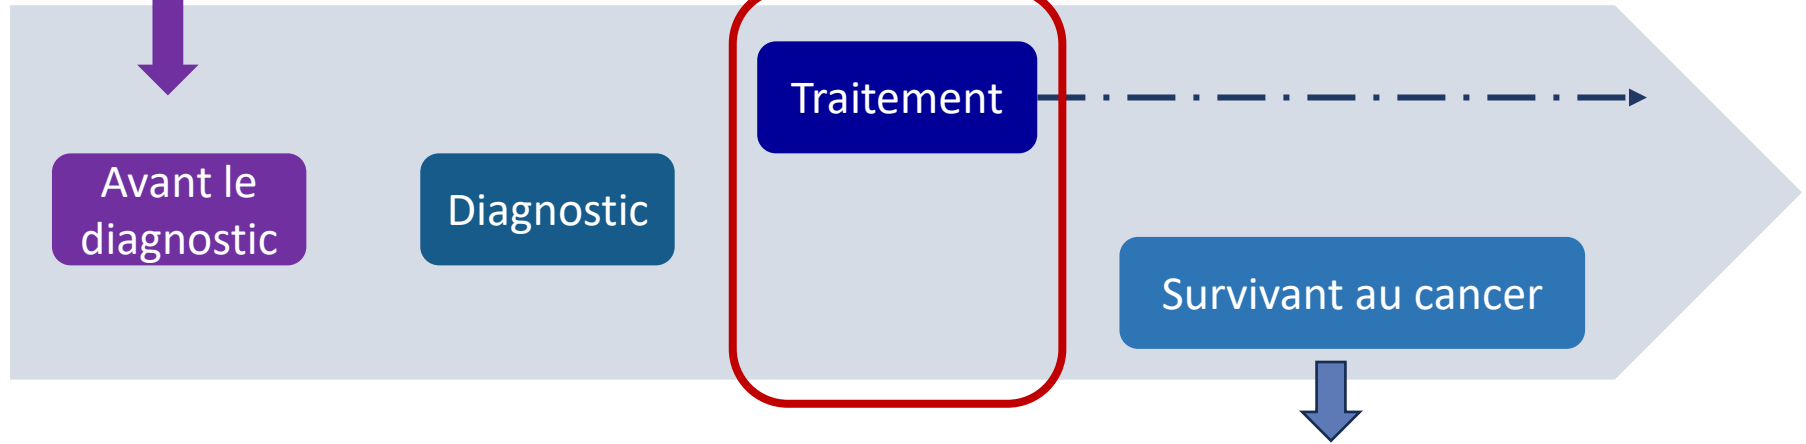 Avant le
diagnostic
Diagnostic
Traitement
Survivant au cancer